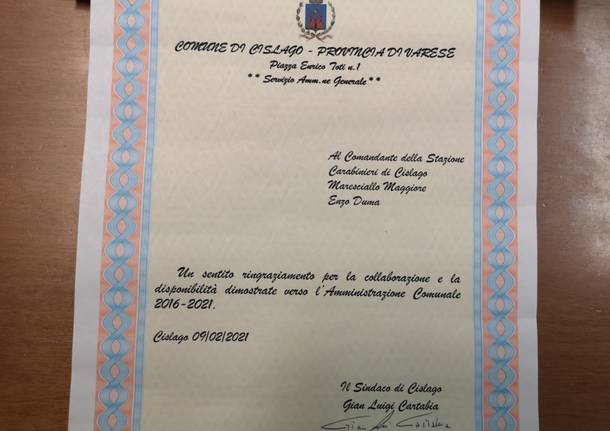 COMUNE DI CISLAGO - PROVINCIA DI VARESE
Piazza Enrico Toti n.1
** Servizio Amm.ne Generale**
Al Comandante della Stazione
Carabinieri di Cislago
Maresciallo Maggiore
Enzo Duma
Un sentito ringraziamento per la collaborazione e la
disponibilità dimostrate verso l'Amministrazione Comunale
2016-2021.
Cislago 09/02/2021
Il Sindaco di Cislago
Gian Luigi Cartabia